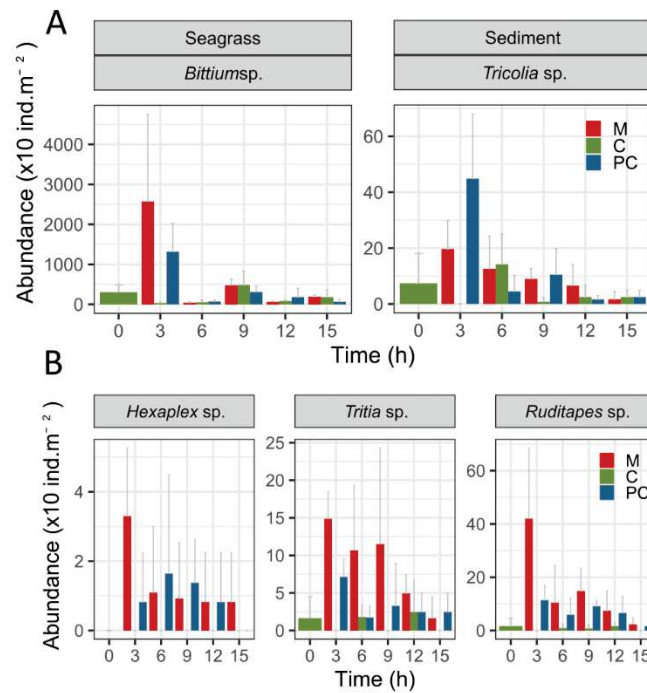 A
Seagrass
Sediment
Bittiumsp.
Tricolia sp.
Abundance (x10 ind.m⁻²)
4000
3000
2000
1000
0
60
40
20
0
M
C
PC
0 3 6 9 12 15
0 3 6 9 12 15
Time (h)
B
Hexaplex sp.
Tritia sp.
Ruditapes sp.
Abundance (x10 ind.m⁻²)
4
2
0
25
20
15
10
5
0
60
40
20
0
M
C
PC
0 3 6 9 12 15
0 3 6 9 12 15
0 3 6 9 12 15
Time (h)